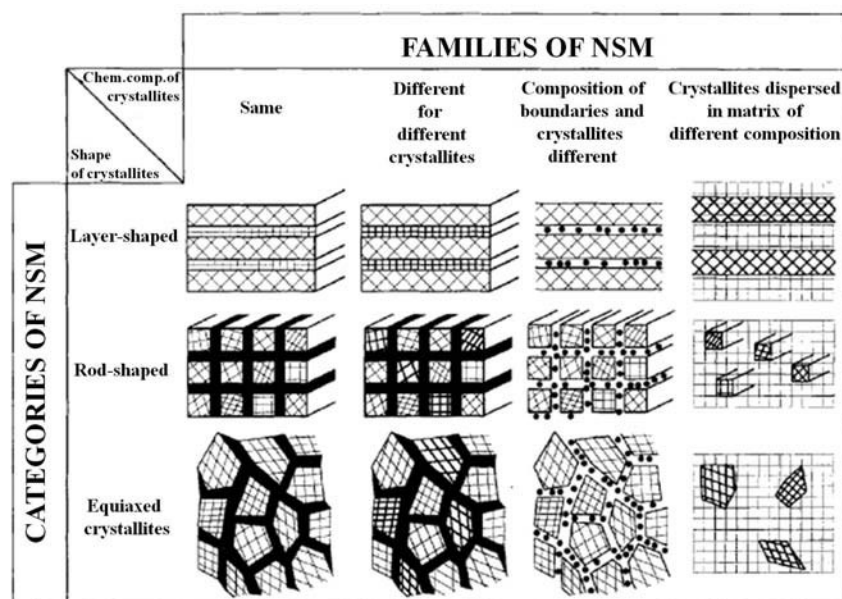 FAMILIES OF NSM
Chem.comp.of
crystallites
Shape
of crystallites
Same
Different
for
different
crystallites
Composition of
boundaries and
crystallites
different
Crystallites dispersed
in matrix of
different composition
CATEGORIES OF NSM
Layer-shaped
Rod-shaped
Equiaxed
crystallites